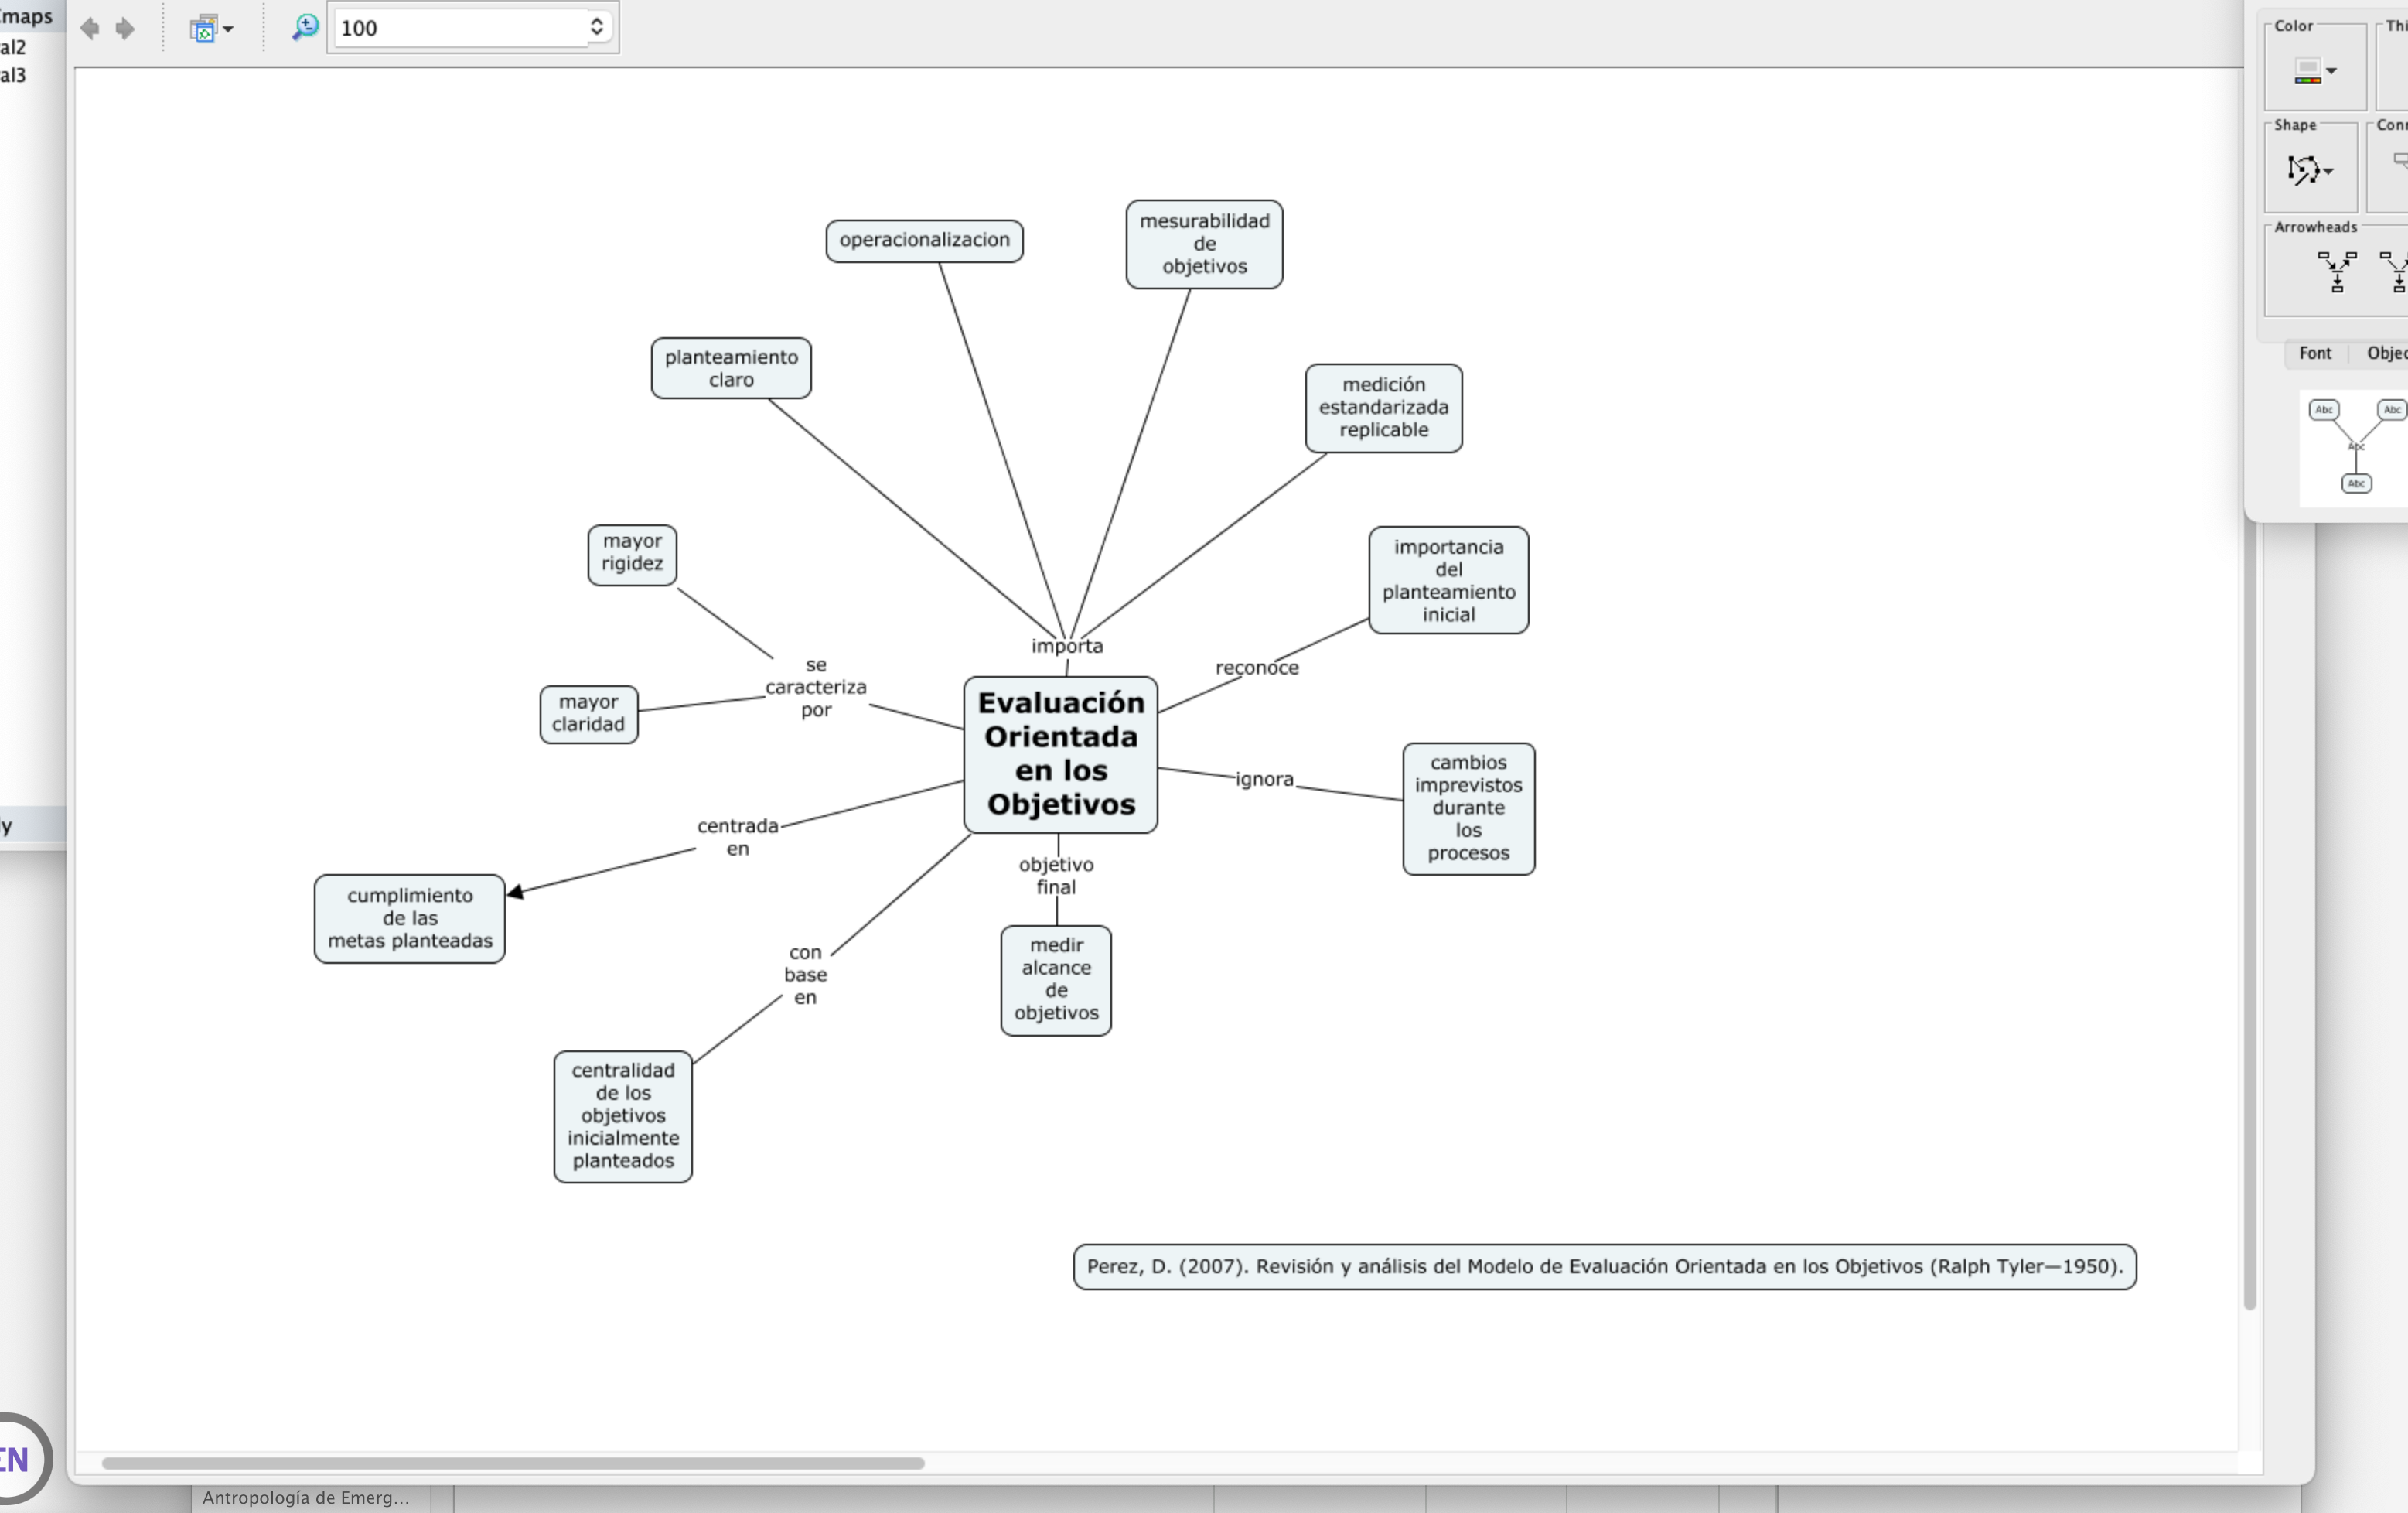 al2
al3
100
Color
Shape
Arrowheads
Font
Abc
Abc
Abc
Abc
operacionalizacion
mesurabilidad
de
objetivos
planteamiento
claro
medición
estandarizada
replicable
mayor
rigidez
importancia
del
planteamiento
inicial
importa
se
caracteriza
por
reconoce
mayor
claridad
Evaluación
Orientada
en los
Objetivos
cambios
imprevistos
durante
los
procesos
ignora
centrada
en
objetivo
final
cumplimiento
de las
metas planteadas
con
base
en
medir
alcance
de
objetivos
centralidad
de los
objetivos
inicialmente
planteados
Perez, D. (2007). Revisión y análisis del Modelo de Evaluación Orientada en los Objetivos (Ralph Tyler—1950).
EN
Antropología de Emerg...